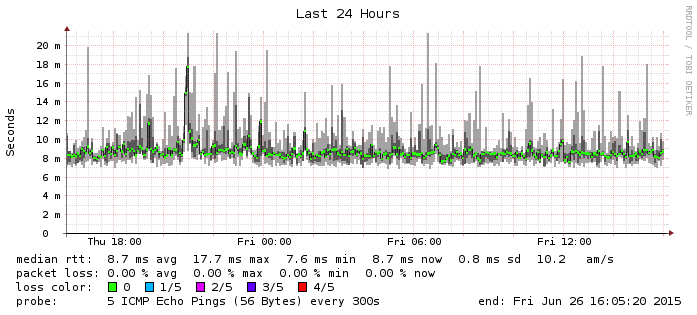 Last 24 Hours
RRDTOOL / TOBI OETIKER
Seconds
20 m
18 m
16 m
14 m
12 m
10 m
8 m
6 m
4 m
2 m
0
Thu 18:00 Fri 00:00 Fri 06:00 Fri 12:00
median rtt: 8.7 ms avg 17.7 ms max 7.6 ms min 8.7 ms now 0.8 ms sd 10.2 am/s
packet loss: 0.00 % avg 0.00 % max 0.00 % min 0.00 % now
loss color: 0 1/5 2/5 3/5 4/5
probe: 5 ICMP Echo Pings (56 Bytes) every 300s end: Fri Jun 26 16:05:20 2015